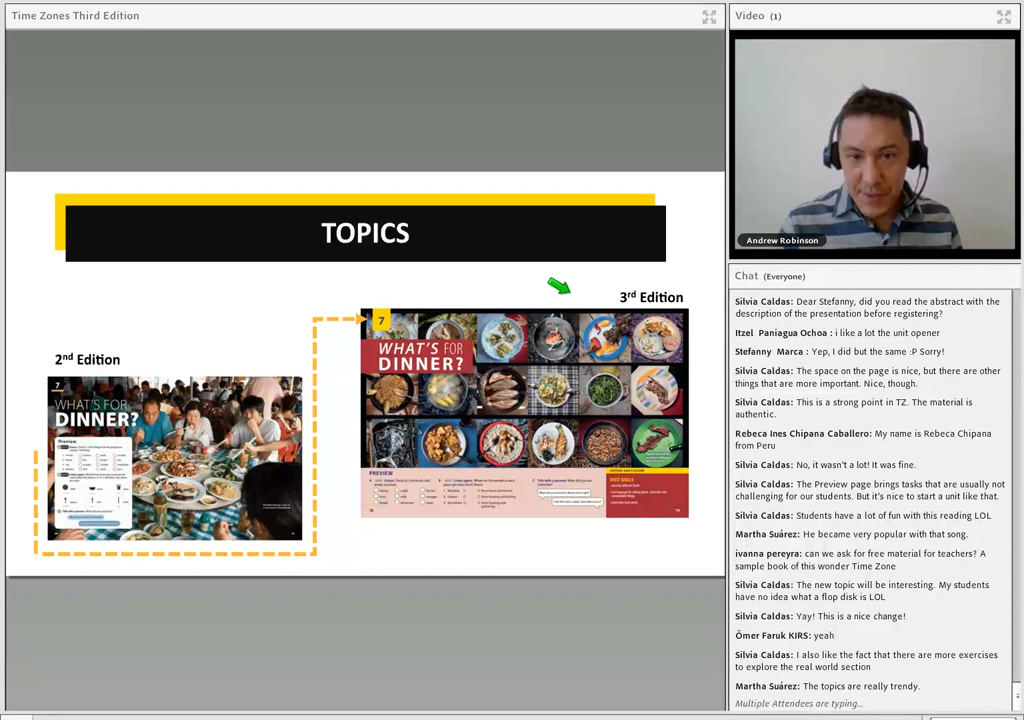 Time Zones Third Edition
TOPICS
3rd Edition
2nd Edition
7
WHAT'S FOR
DINNER?
Preview
7
WHAT'S FOR
DINNER?
PREVIEW
UNIT GOALS
Video (1)
Andrew Robinson
Chat (Everyone)
Silvia Caldas: Dear Stefanny, did you read the abstract with the
description of the presentation before registering?
Itzel Paniagua Ochoa : i like a lot the unit opener
Stefanny Marca : Yep, I did but the same :P Sorry!
Silvia Caldas: The space on the page is nice, but there are other
things that are more important. Nice, though.
Silvia Caldas: This is a strong point in TZ. The material is
authentic.
Rebeca Ines Chipana Caballero: My name is Rebeca Chipana
from Peru
Silvia Caldas: No, it wasn't a lot! It was fine.
Silvia Caldas: The Preview page brings tasks that are usually not
challenging for our students. But it's nice to start a unit like that.
Silvia Caldas: Students have a lot of fun with this reading LOL
Martha Suárez: He became very popular with that song.
ivanna pereyra: can we ask for free material for teachers? A
sample book of this wonder Time Zone
Silvia Caldas: The new topic will be interesting. My students
have no idea what a flop disk is LOL
Silvia Caldas: Yay! This is a nice change!
Ömer Faruk KIRS: yeah
Silvia Caldas: I also like the fact that there are more exercises
to explore the real world section
Martha Suárez: The topics are really trendy.
Multiple Attendees are typing...